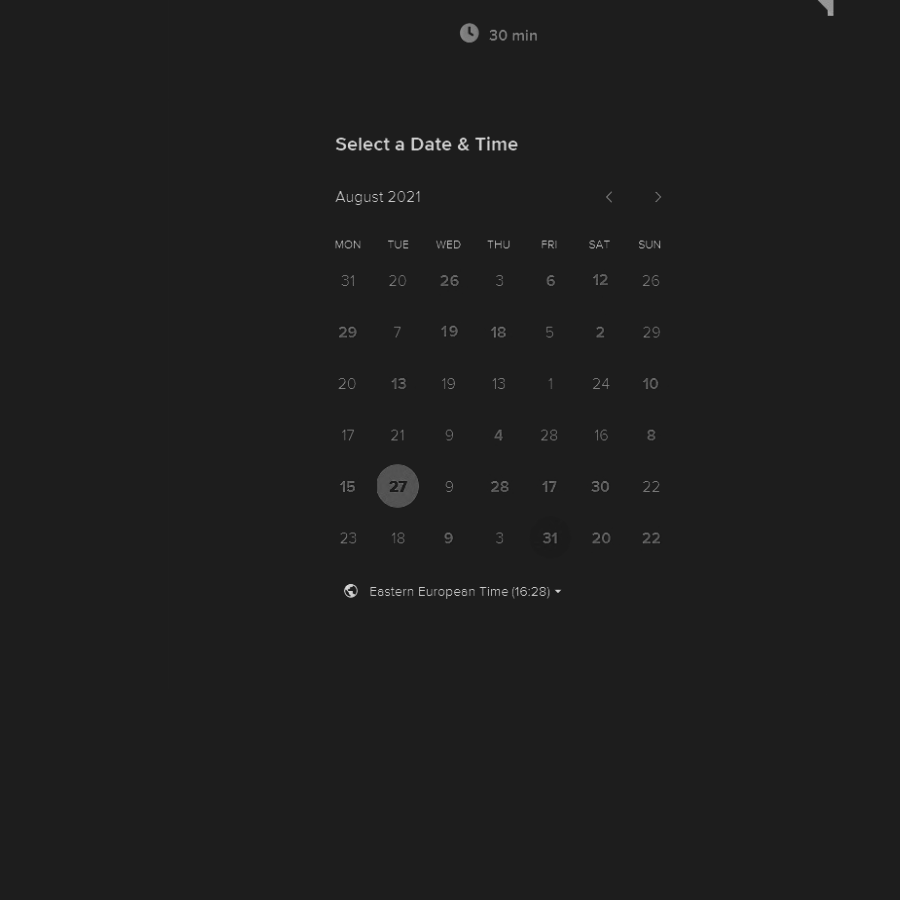 30 min
Select a Date & Time
August 2021
MON TUE WED THU FRI SAT SUN
31 20 26 3 6 12 26
29 7 19 18 5 2 29
20 13 19 13 1 24 10
17 21 9 4 28 16 8
15 27 9 28 17 30 22
23 18 9 3 31 20 22
Eastern European Time (16:28)